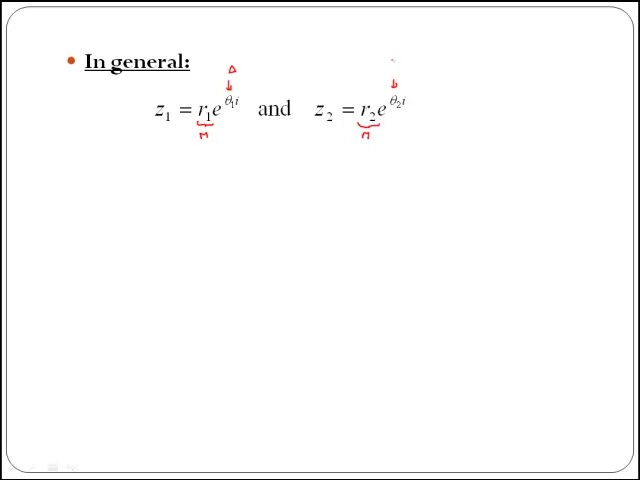 • In general:
A
z₁ = r₁e^{θ₁i} and z₂ = r₂e^{θ₂i}
M M